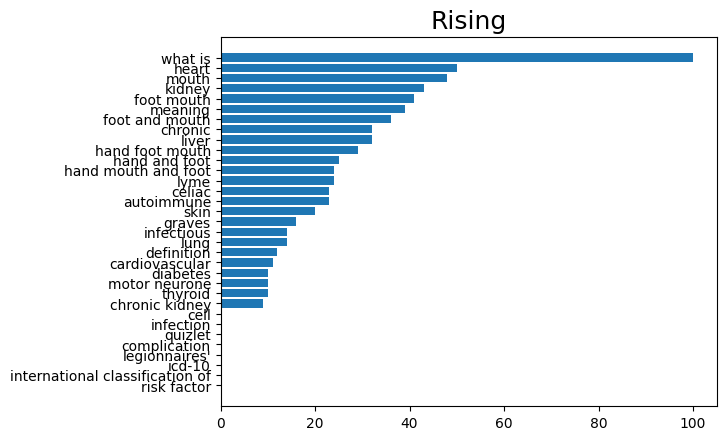 Rising
what is
heart
mouth
kidney
foot mouth
meaning
foot and mouth
chronic
liver
hand foot mouth
hand and foot
hand mouth and foot
lyme
celiac
autoimmune
skin
graves
infectious
lung
definition
cardiovascular
diabetes
motor neurone
thyroid
chronic kidney
cell
infection
quizlet
complication
legionnaires'
icd-10
international classification of
risk factor
0 20 40 60 80 100